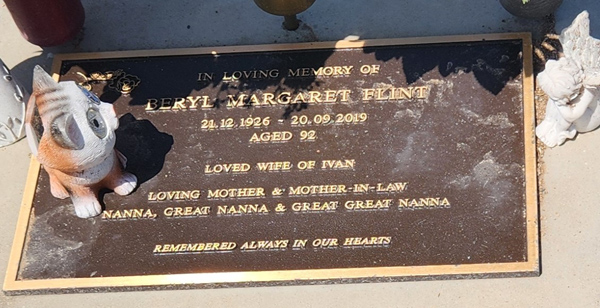 IN LOVING MEMORY OF
BERYL MARGARET FLINT
21.12.1926 - 20.09.2019
AGED 92
LOVED WIFE OF IVAN
LOVING MOTHER & MOTHER-IN-LAW
NANNA, GREAT NANNA & GREAT GREAT NANNA
REMEMBERED ALWAYS IN OUR HEARTS